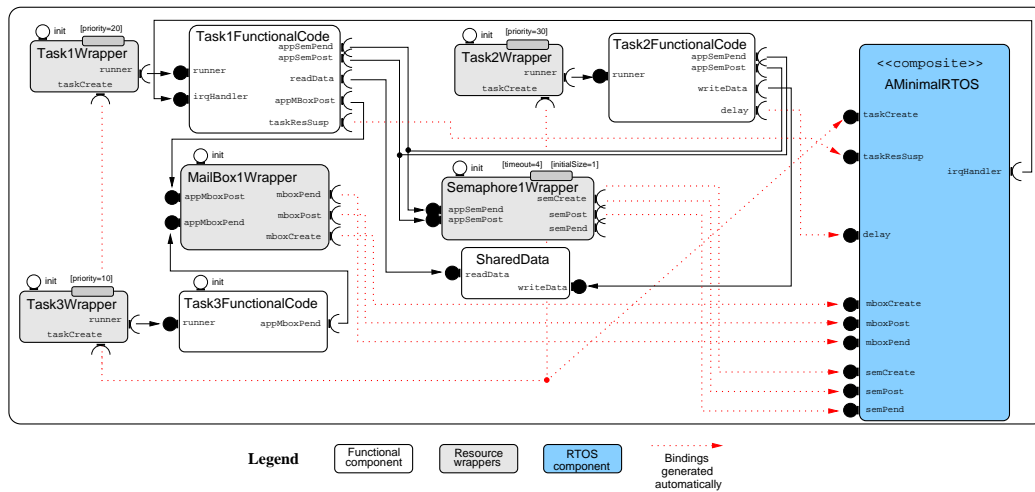 init
[priority=20]
Task1Wrapper
runner
taskCreate
Task1FunctionalCode
appSemPend
appSemPost
runner
readData
irqHandler
appMBoxPost
taskResSusp
init
[priority=30]
Task2Wrapper
runner
taskCreate
Task2FunctionalCode
appSemPend
appSemPost
runner
writeData
delay
<<composite>>
AMinimalRTOS
taskCreate
taskResSusp
irqHandler
delay
mboxCreate
mboxPost
mboxPend
semCreate
semPost
semPend
init
MailBox1Wrapper
mboxPend
appMboxPost
mboxPost
appMboxPend
mboxCreate
init
[timeout=4]
[initialSize=1]
Semaphore1Wrapper
semCreate
appSemPend
semPost
appSemPost
semPend
SharedData
readData
writeData
init
[priority=10]
Task3Wrapper
runner
taskCreate
init
Task3FunctionalCode
runner
appMboxPend
Legend
Functional
component
Resource
wrappers
RTOS
component
Bindings
generated
automatically